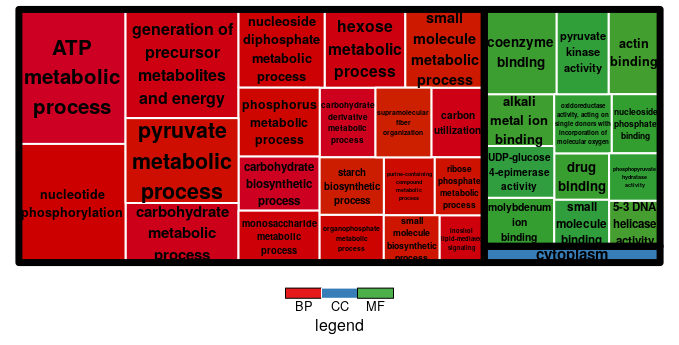 ATP
metabolic
process
nucleotide
phosphorylation
generation of
precursor
metabolites
and energy
pyruvate
metabolic
process
carbohydrate
metabolic
process
nucleoside
diphosphate
metabolic
process
hexose
metabolic
process
small
molecule
metabolic
process
phosphorus
metabolic
process
carbohydrate
derivative
metabolic
process
supramolecular
fiber
organization
carbon
utilization
carbohydrate
biosynthetic
process
starch
biosynthetic
process
purine-containing
compound
metabolic
process
ribose
phosphate
metabolic
process
monosaccharide
metabolic
process
organophosphate
metabolic
process
small
molecule
biosynthetic
process
inositol
lipid-mediated
signaling
coenzyme
binding
pyruvate
kinase
activity
actin
binding
alkali
metal ion
binding
oxidoreductase
activity, acting on
single donors with
incorporation of
molecular oxygen
nucleoside
phosphate
binding
UDP-glucose
4-epimerase
activity
drug
binding
phosphopyruvate
hydratase
activity
molybdenum
ion
binding
small
molecule
binding
5-3 DNA
helicase
activity
cytoplasm
BP CC MF
legend